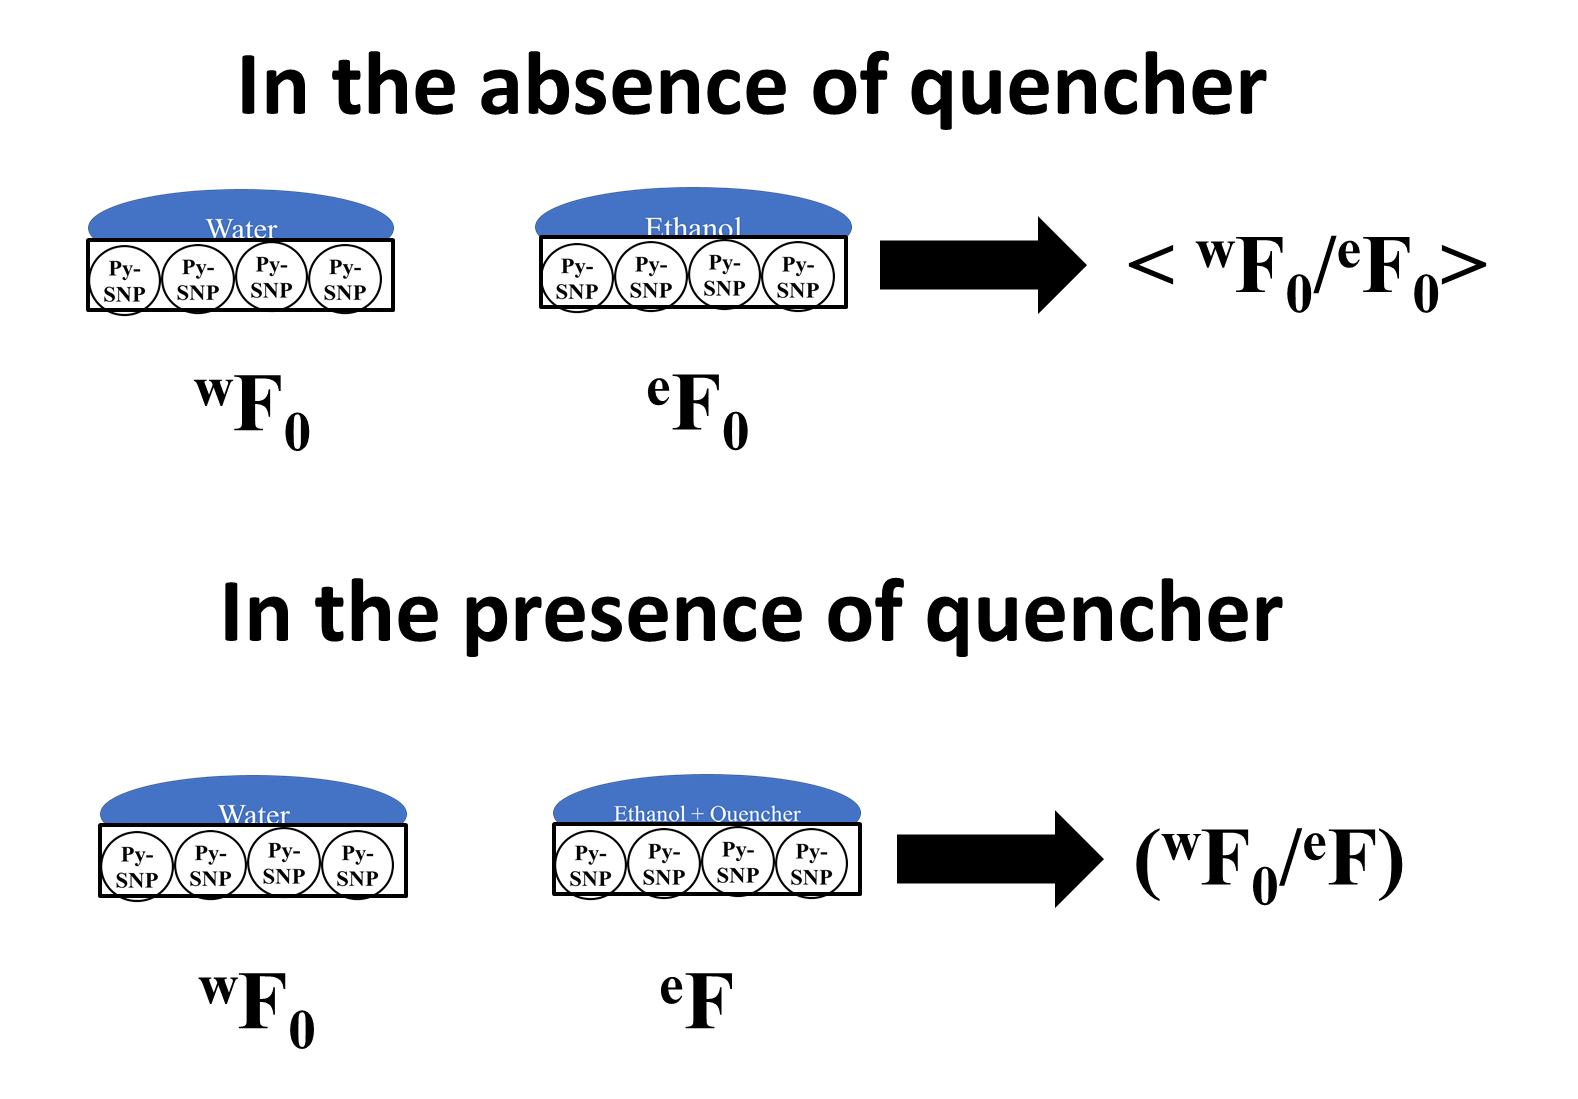 In the absence of quencher
Water
Ethanol
Py-
SNP
Py-
SNP
Py-
SNP
Py-
SNP
Py-
SNP
Py-
SNP
Py-
SNP
Py-
SNP
< ʷF₀/ᵉF₀>
ʷF₀
ᵉF₀
In the presence of quencher
Water
Ethanol + Quencher
Py-
SNP
Py-
SNP
Py-
SNP
Py-
SNP
Py-
SNP
Py-
SNP
Py-
SNP
Py-
SNP
(ʷF₀/ᵉF)
ʷF₀
ᵉF